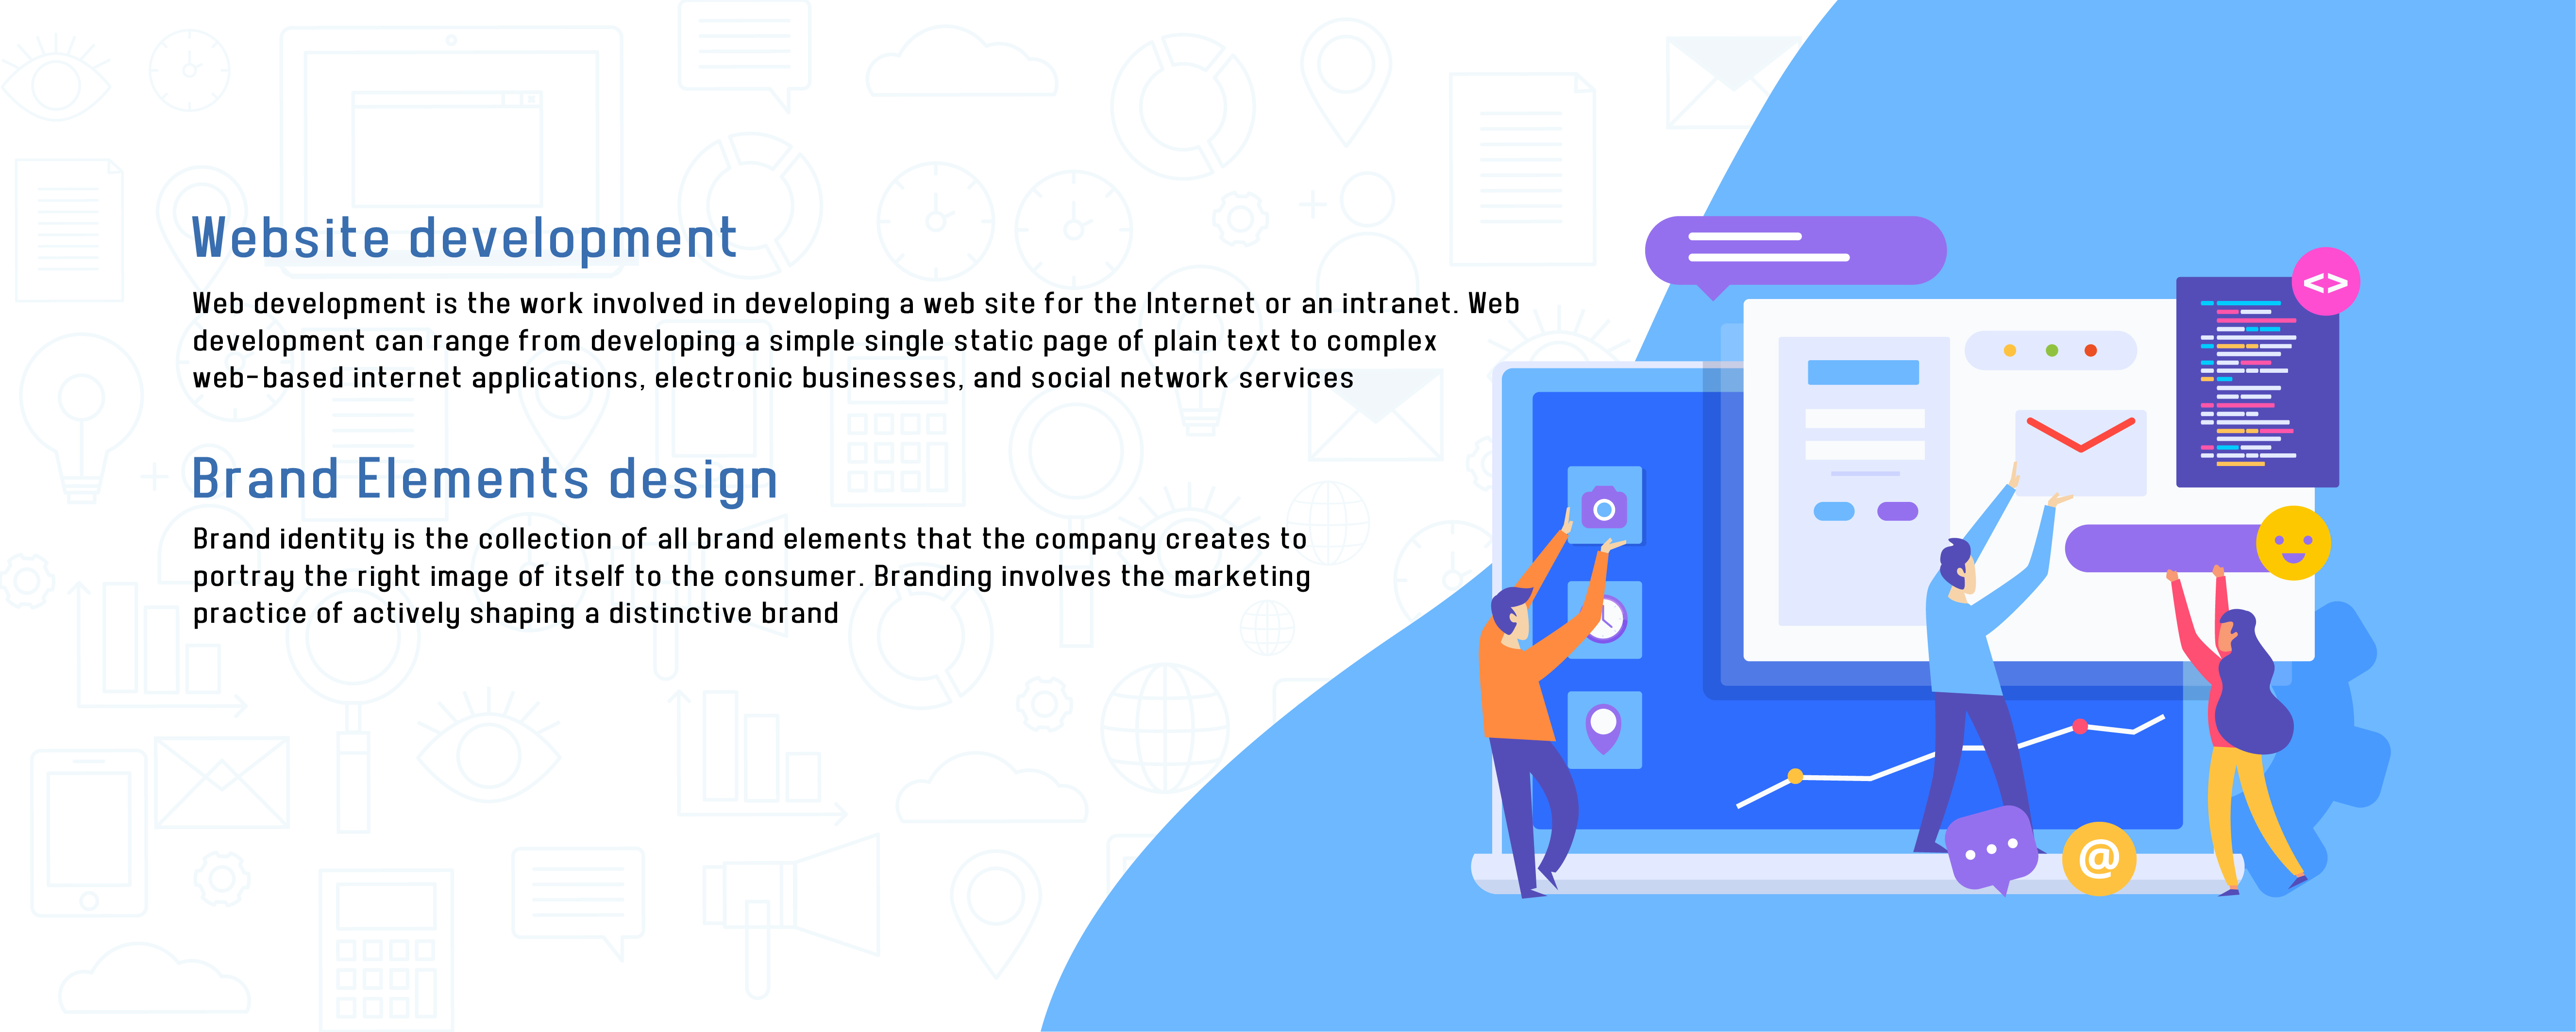 Website development
Web development is the work involved in developing a web site for the Internet or an intranet. Web
development can range from developing a simple single static page of plain text to complex
web-based internet applications, electronic businesses, and social network services
Brand Elements design
Brand identity is the collection of all brand elements that the company creates to
portray the right image of itself to the consumer. Branding involves the marketing
practice of actively shaping a distinctive brand
<>
@